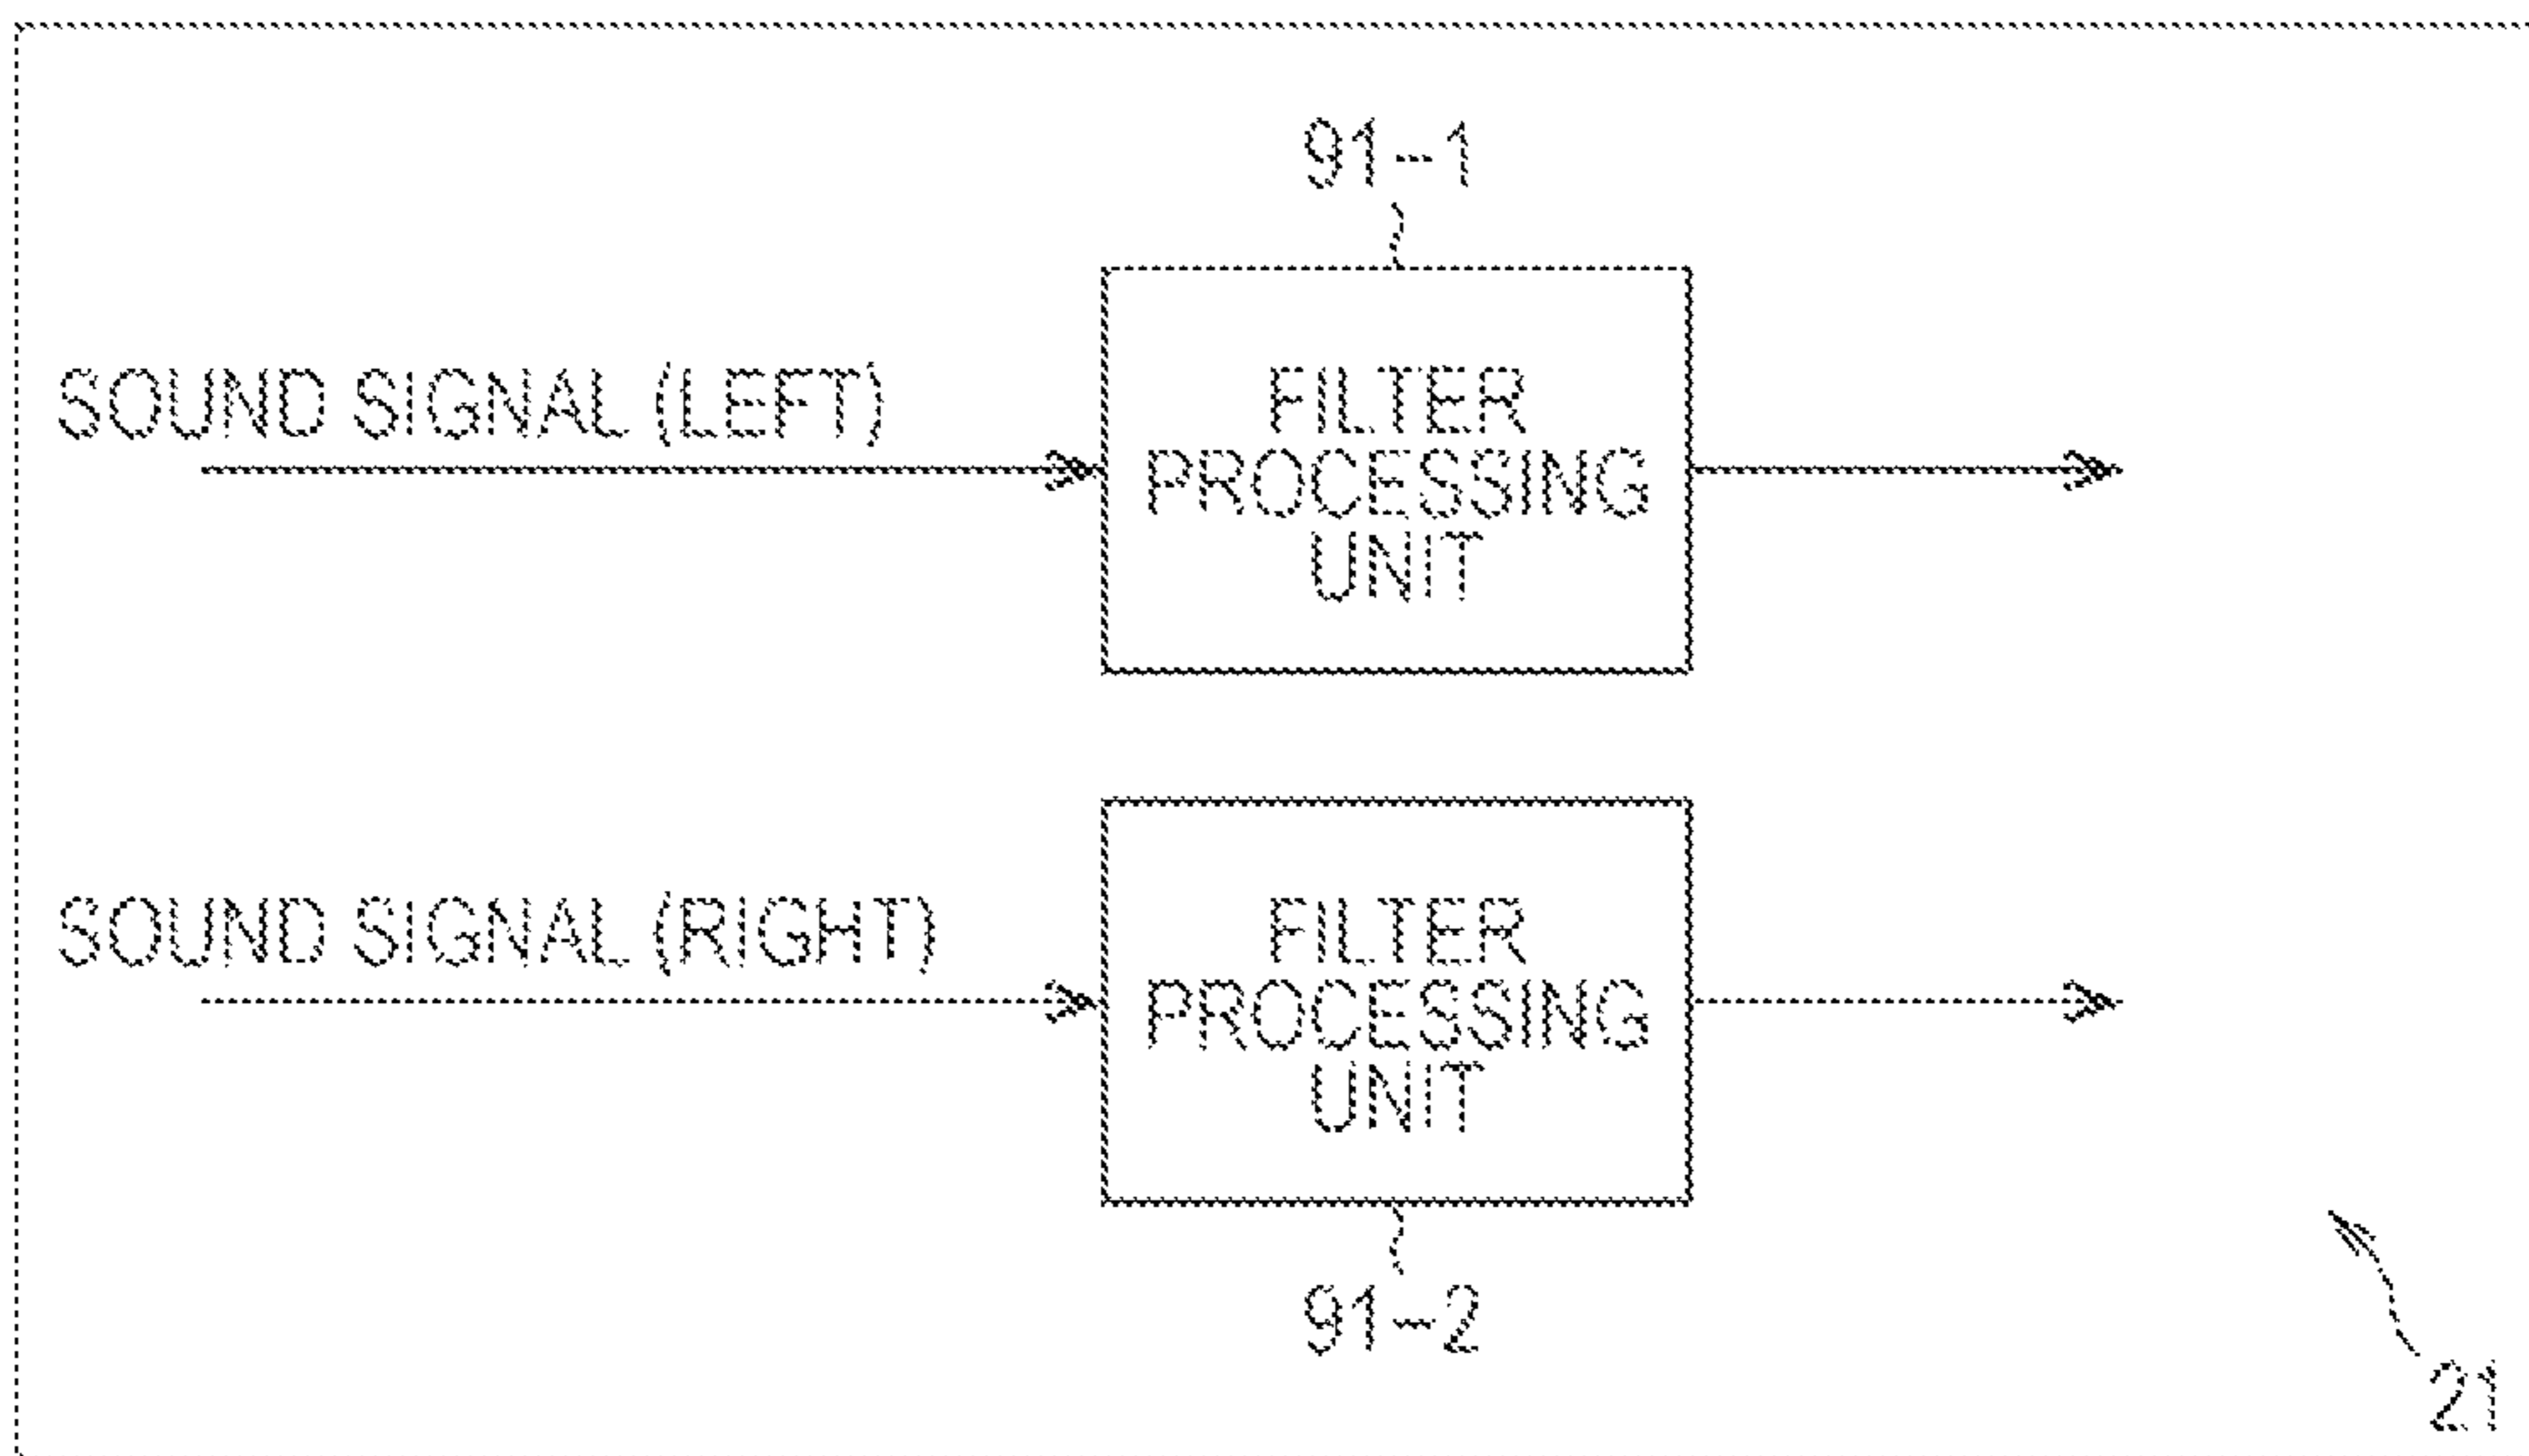 91-1
SOUND SIGNAL (LEFT)
FILTER
PROCESSING
UNIT
SOUND SIGNAL (RIGHT)
FILTER
PROCESSING
UNIT
91-2
21